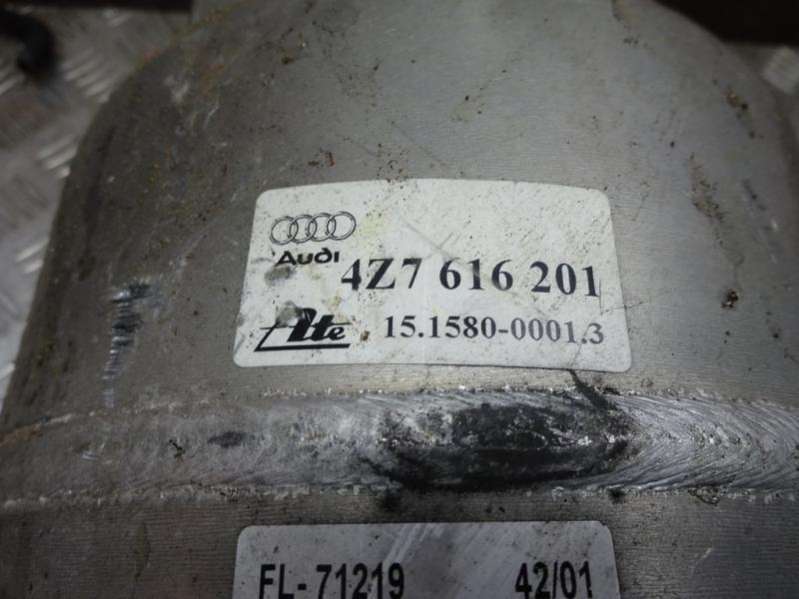 Audi
4Z7 616 201
Ate 15.1580-0001.3
FL-71219 42/01